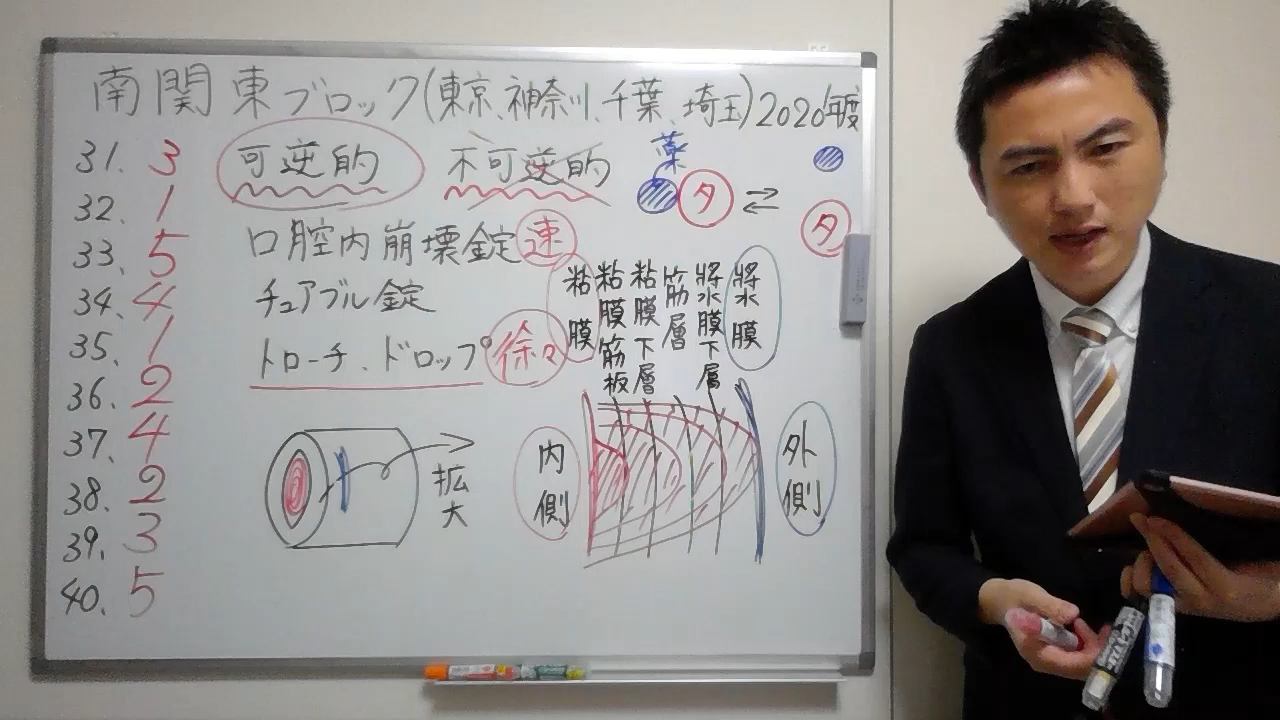 南関東ブロック(東京、神奈川、千葉、埼玉)2020年度
31. 3
可逆的 不可逆的
薬
タ タ
32. 1
33. 5
口腔内崩壊錠 速
34. 4
チュアブル錠
35. 1
トローチ、ドロップ 徐々
36. 2
37. 4
38. 2
39. 3
40. 5
粘膜
粘膜筋板
粘膜下層
筋層
漿膜下層
漿膜
拡大
内側
外側